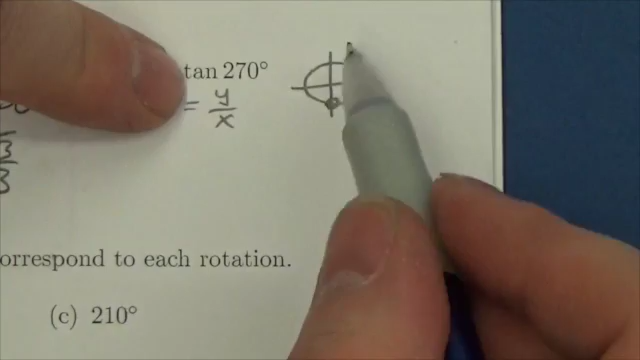 tan 270°
= y/x
orrespond to each rotation.
(c) 210°